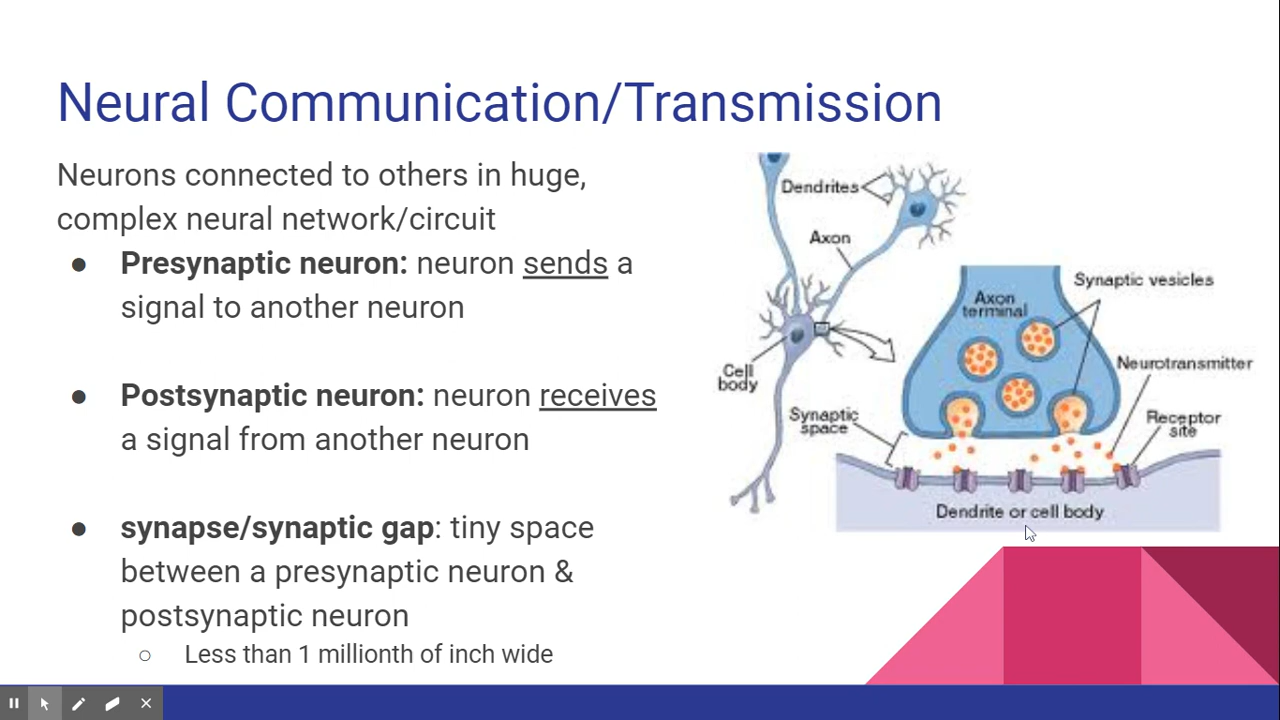 Neural Communication/Transmission
Neurons connected to others in huge,
complex neural network/circuit
● Presynaptic neuron: neuron sends a
signal to another neuron
● Postsynaptic neuron: neuron receives
a signal from another neuron
● synapse/synaptic gap: tiny space
between a presynaptic neuron &
postsynaptic neuron
○ Less than 1 millionth of inch wide
Dendrites
Axon
Cell
body
Synaptic vesicles
Axon
terminal
Neurotransmitter
Synaptic
space
Receptor
site
Dendrite or cell body